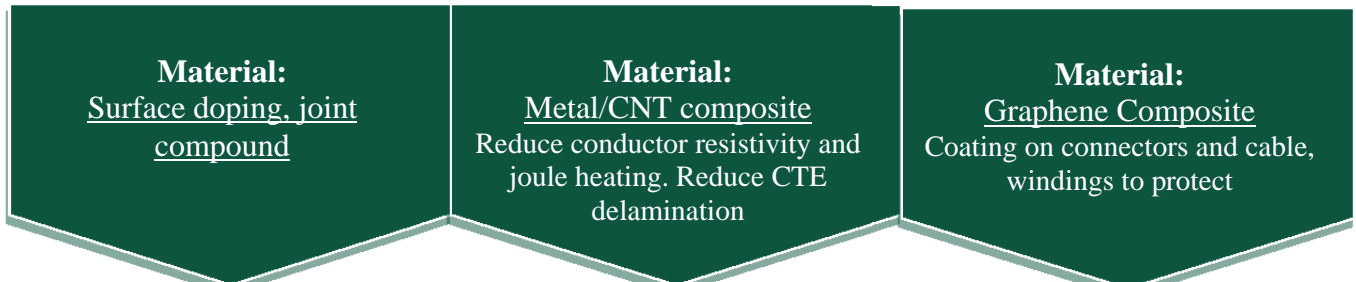 Material:
Surface doping, joint
compound
Material:
Metal/CNT composite
Reduce conductor resistivity and
joule heating. Reduce CTE
delamination
Material:
Graphene Composite
Coating on connectors and cable,
windings to protect